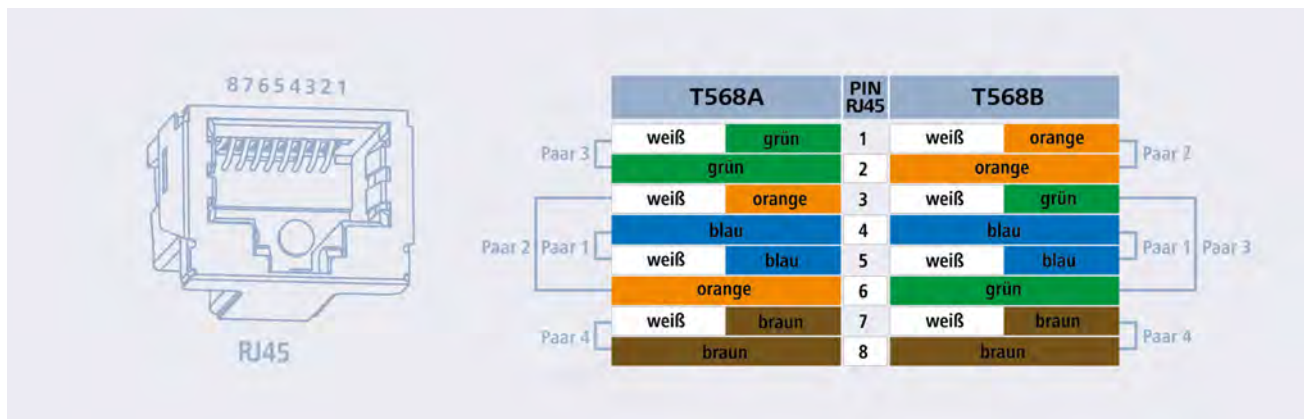 87654321
RJ45
T568A PIN RJ45 T568B
Paar 3 weiß grün 1 weiß orange Paar 2
grün 2 orange
weiß orange 3 weiß grün
Paar 2 Paar 1 blau 4 blau Paar 1 Paar 3
weiß blau 5 weiß blau
orange 6 grün
Paar 4 weiß braun 7 weiß braun Paar 4
braun 8 braun